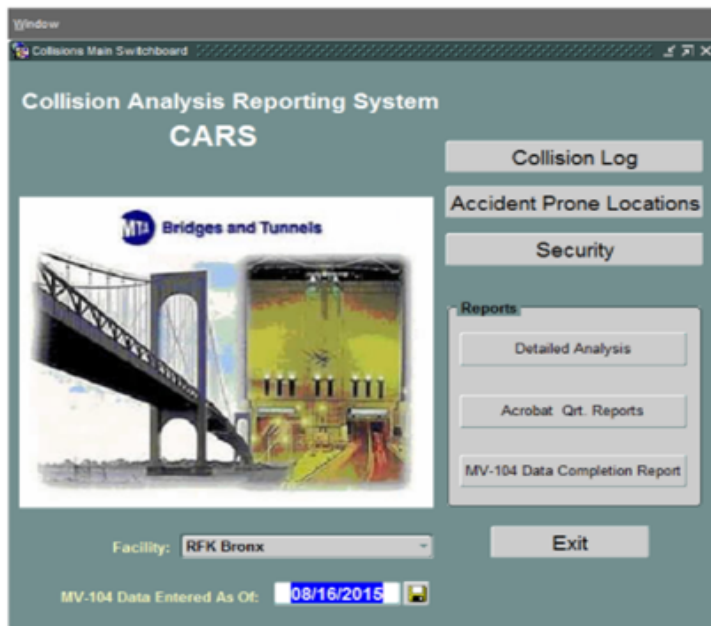 Window
Collisions Main Switchboard
Collision Analysis Reporting System
CARS
MTA Bridges and Tunnels
Collision Log
Accident Prone Locations
Security
Reports
Detailed Analysis
Acrobat Qrt. Reports
MV-104 Data Completion Report
Facility: RFK Bronx
Exit
MV-104 Data Entered As Of: 08/16/2015